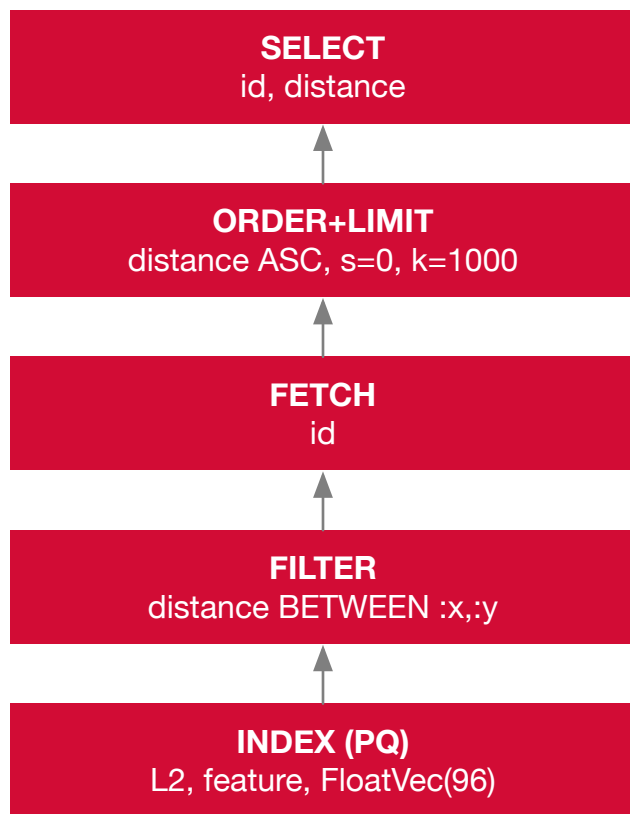 SELECT
id, distance
ORDER+LIMIT
distance ASC, s=0, k=1000
FETCH
id
FILTER
distance BETWEEN :x,:y
INDEX (PQ)
L2, feature, FloatVec(96)